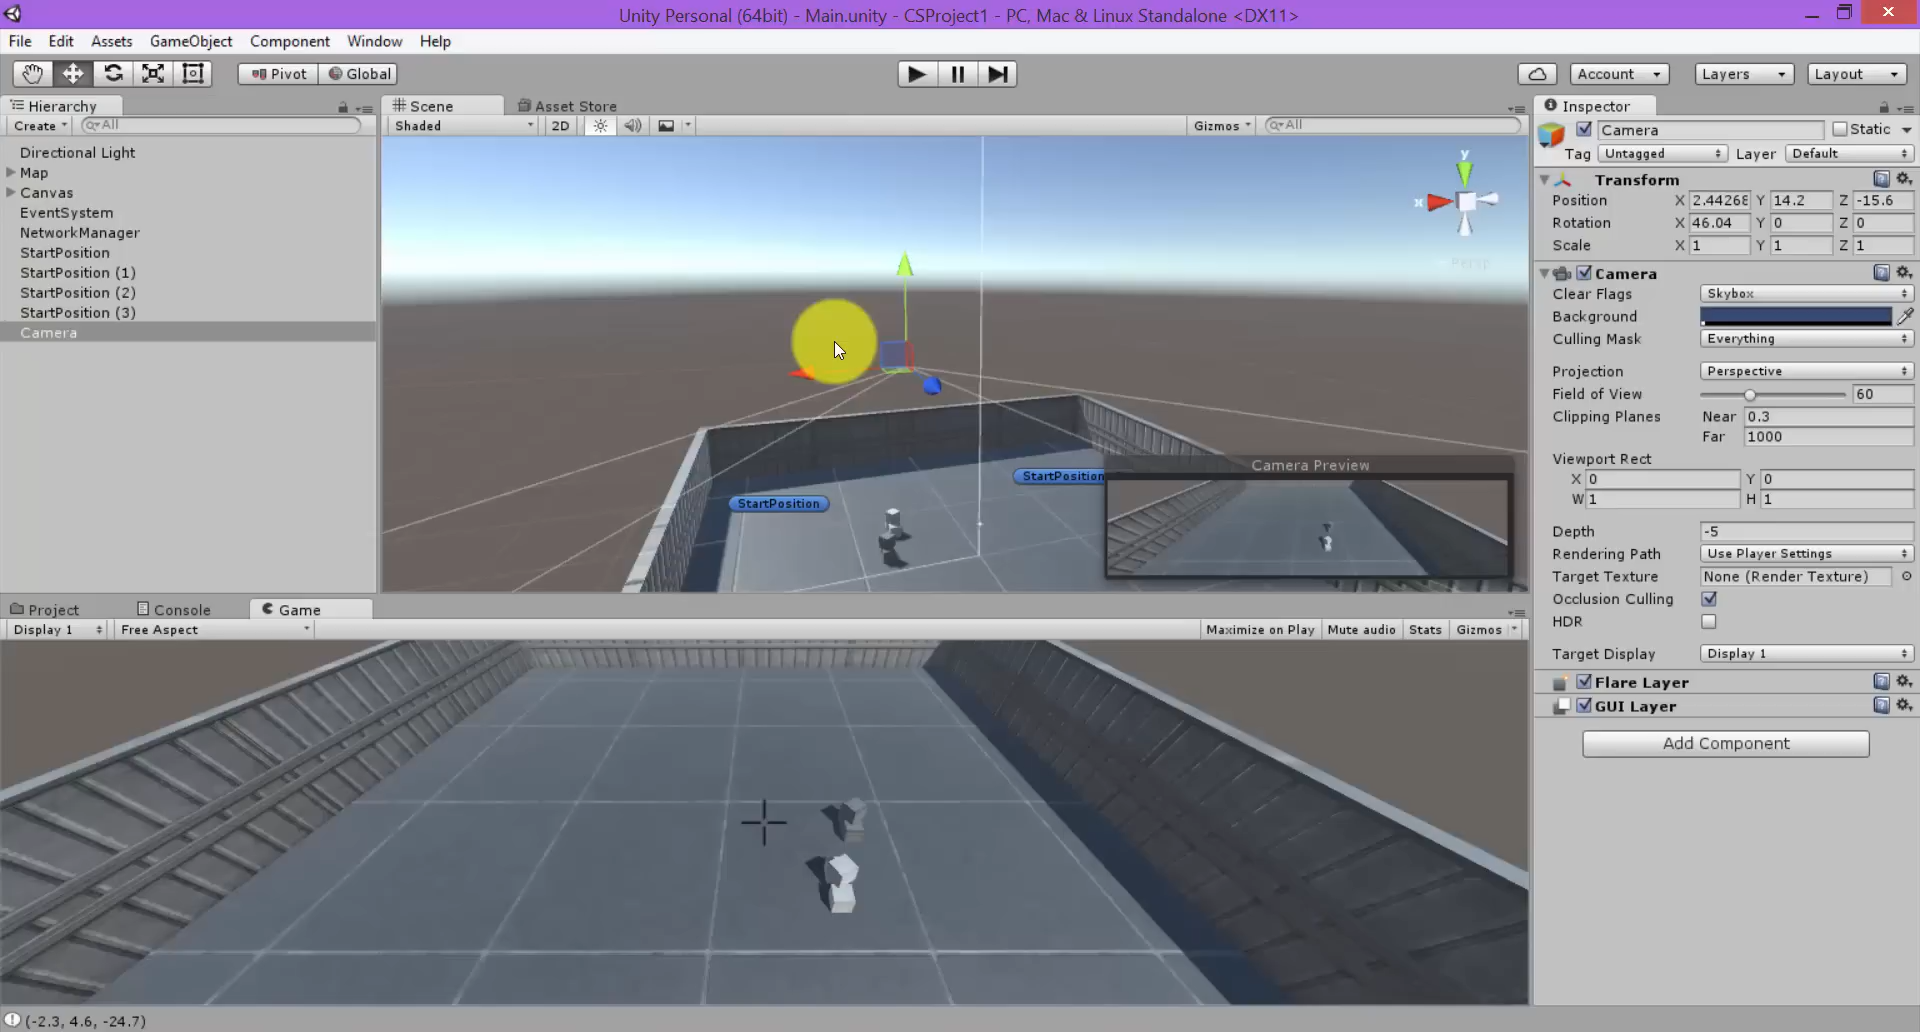 Unity Personal (64bit) - Main.unity - CSProject1 - PC, Mac & Linux Standalone <DX11>
File Edit Assets GameObject Component Window Help
Pivot Global Account Layers Layout
Hierarchy
Create All
Directional Light
Map
Canvas
EventSystem
NetworkManager
StartPosition
StartPosition (1)
StartPosition (2)
StartPosition (3)
Camera
Scene Asset Store
Shaded 2D Gizmos All
y
x
Persp
StartPosition
StartPosition
Camera Preview
Project Console Game
Display 1 Free Aspect Maximize on Play Mute audio Stats Gizmos
Inspector
Camera Static
Tag Untagged Layer Default
Transform
Position X 2.44268 Y 14.2 Z -15.6
Rotation X 46.04 Y 0 Z 0
Scale X 1 Y 1 Z 1
Camera
Clear Flags Skybox
Background
Culling Mask Everything
Projection Perspective
Field of View 60
Clipping Planes Near 0.3
Far 1000
Viewport Rect
X 0 Y 0
W 1 H 1
Depth -5
Rendering Path Use Player Settings
Target Texture None (Render Texture)
Occlusion Culling
HDR
Target Display Display 1
Flare Layer
GUI Layer
Add Component
(-2.3, 4.6, -24.7)